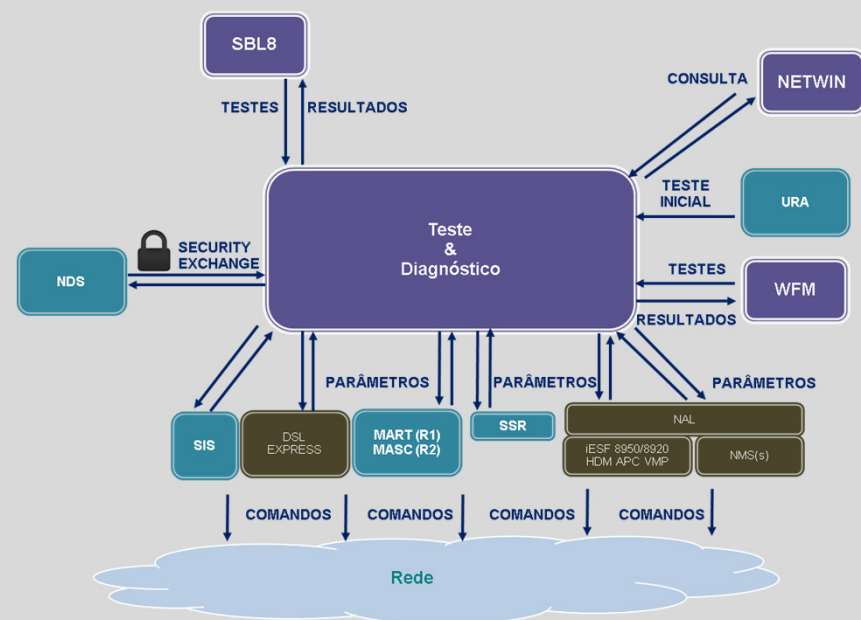 SBL8
NETWIN
CONSULTA
TESTES
RESULTADOS
TESTE
INICIAL
URA
Teste
&
Diagnóstico
SECURITY
EXCHANGE
NDS
TESTES
WFM
RESULTADOS
PARÂMETROS
PARÂMETROS
PARÂMETROS
SIS
DSL
EXPRESS
MART (R1)
MASC (R2)
SSR
NAL
iESF 8950/8920
HDM APC VMP
NMS(s)
COMANDOS
COMANDOS
COMANDOS
COMANDOS
Rede